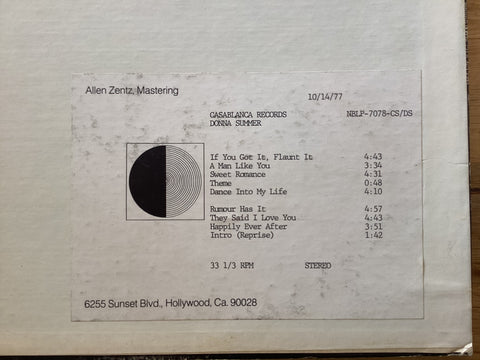 Allen Zentz, Mastering
10/14/77
CASABLANCA RECORDS NBLP-7078-CS/DS
DONNA SUMMER
If You Got It, Flaunt It 4:43
A Man Like You 3:34
Sweet Romance 4:31
Theme 0:48
Dance Into My Life 4:10
Rumour Has It 4:57
They Said I Love You 4:43
Happily Ever After 3:51
Intro (Reprise) 1:42
33 1/3 RPM STEREO
6255 Sunset Blvd., Hollywood, Ca. 90028